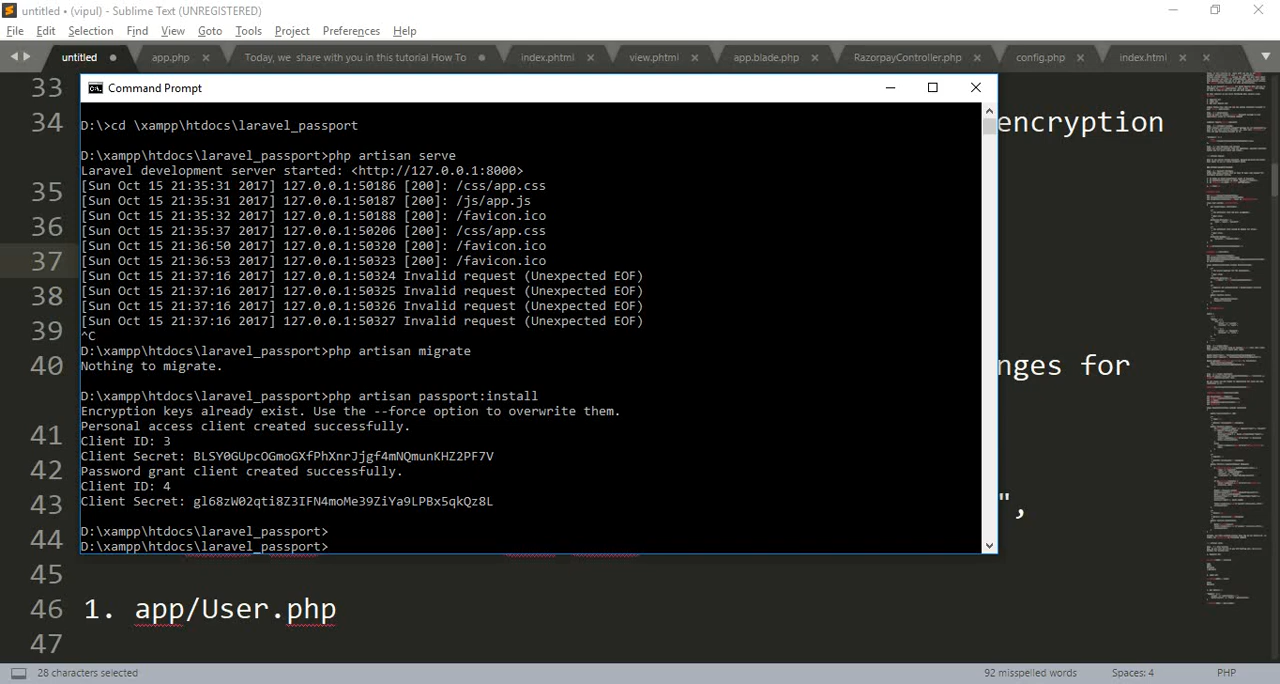 untitled • (vipul) - Sublime Text (UNREGISTERED)
File Edit Selection Find View Goto Tools Project Preferences Help
untitled app.php Today, we share with you in this tutorial How To index.phtml view.phtml app.blade.php RazorpayController.php config.php index.html
Command Prompt
33
34 encryption
35
36
37
38
39
40 nges for
41
42
43 ",
44
45
46 1. app/User.php
47
D:\>cd \xampp\htdocs\laravel_passport
D:\xampp\htdocs\laravel_passport>php artisan serve
Laravel development server started: <http://127.0.0.1:8000>
[Sun Oct 15 21:35:31 2017] 127.0.0.1:50186 [200]: /css/app.css
[Sun Oct 15 21:35:31 2017] 127.0.0.1:50187 [200]: /js/app.js
[Sun Oct 15 21:35:32 2017] 127.0.0.1:50188 [200]: /favicon.ico
[Sun Oct 15 21:35:37 2017] 127.0.0.1:50206 [200]: /css/app.css
[Sun Oct 15 21:36:50 2017] 127.0.0.1:50320 [200]: /favicon.ico
[Sun Oct 15 21:36:53 2017] 127.0.0.1:50323 [200]: /favicon.ico
[Sun Oct 15 21:37:16 2017] 127.0.0.1:50324 Invalid request (Unexpected EOF)
[Sun Oct 15 21:37:16 2017] 127.0.0.1:50325 Invalid request (Unexpected EOF)
[Sun Oct 15 21:37:16 2017] 127.0.0.1:50326 Invalid request (Unexpected EOF)
[Sun Oct 15 21:37:16 2017] 127.0.0.1:50327 Invalid request (Unexpected EOF)
^C
D:\xampp\htdocs\laravel_passport>php artisan migrate
Nothing to migrate.
D:\xampp\htdocs\laravel_passport>php artisan passport:install
Encryption keys already exist. Use the --force option to overwrite them.
Personal access client created successfully.
Client ID: 3
Client Secret: BLSY0GUpcOGmoGXfPhXnrJjgf4mNQmunKHZ2PF7V
Password grant client created successfully.
Client ID: 4
Client Secret: gl68zW02qti8Z3IFN4moMe39ZiYa9LPBx5qkQz8L
D:\xampp\htdocs\laravel_passport>
D:\xampp\htdocs\laravel_passport>
28 characters selected 92 misspelled words Spaces: 4 PHP